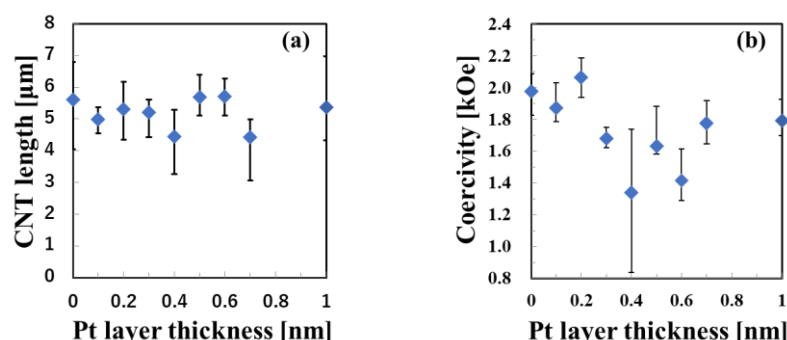 (a)
CNT length [μm]
8
7
6
5
4
3
2
1
0
0 0.2 0.4 0.6 0.8 1
Pt layer thickness [nm]
(b)
Coercivity [kOe]
2.4
2.2
2.0
1.8
1.6
1.4
1.2
1.0
0.8
0 0.2 0.4 0.6 0.8 1
Pt layer thickness [nm]